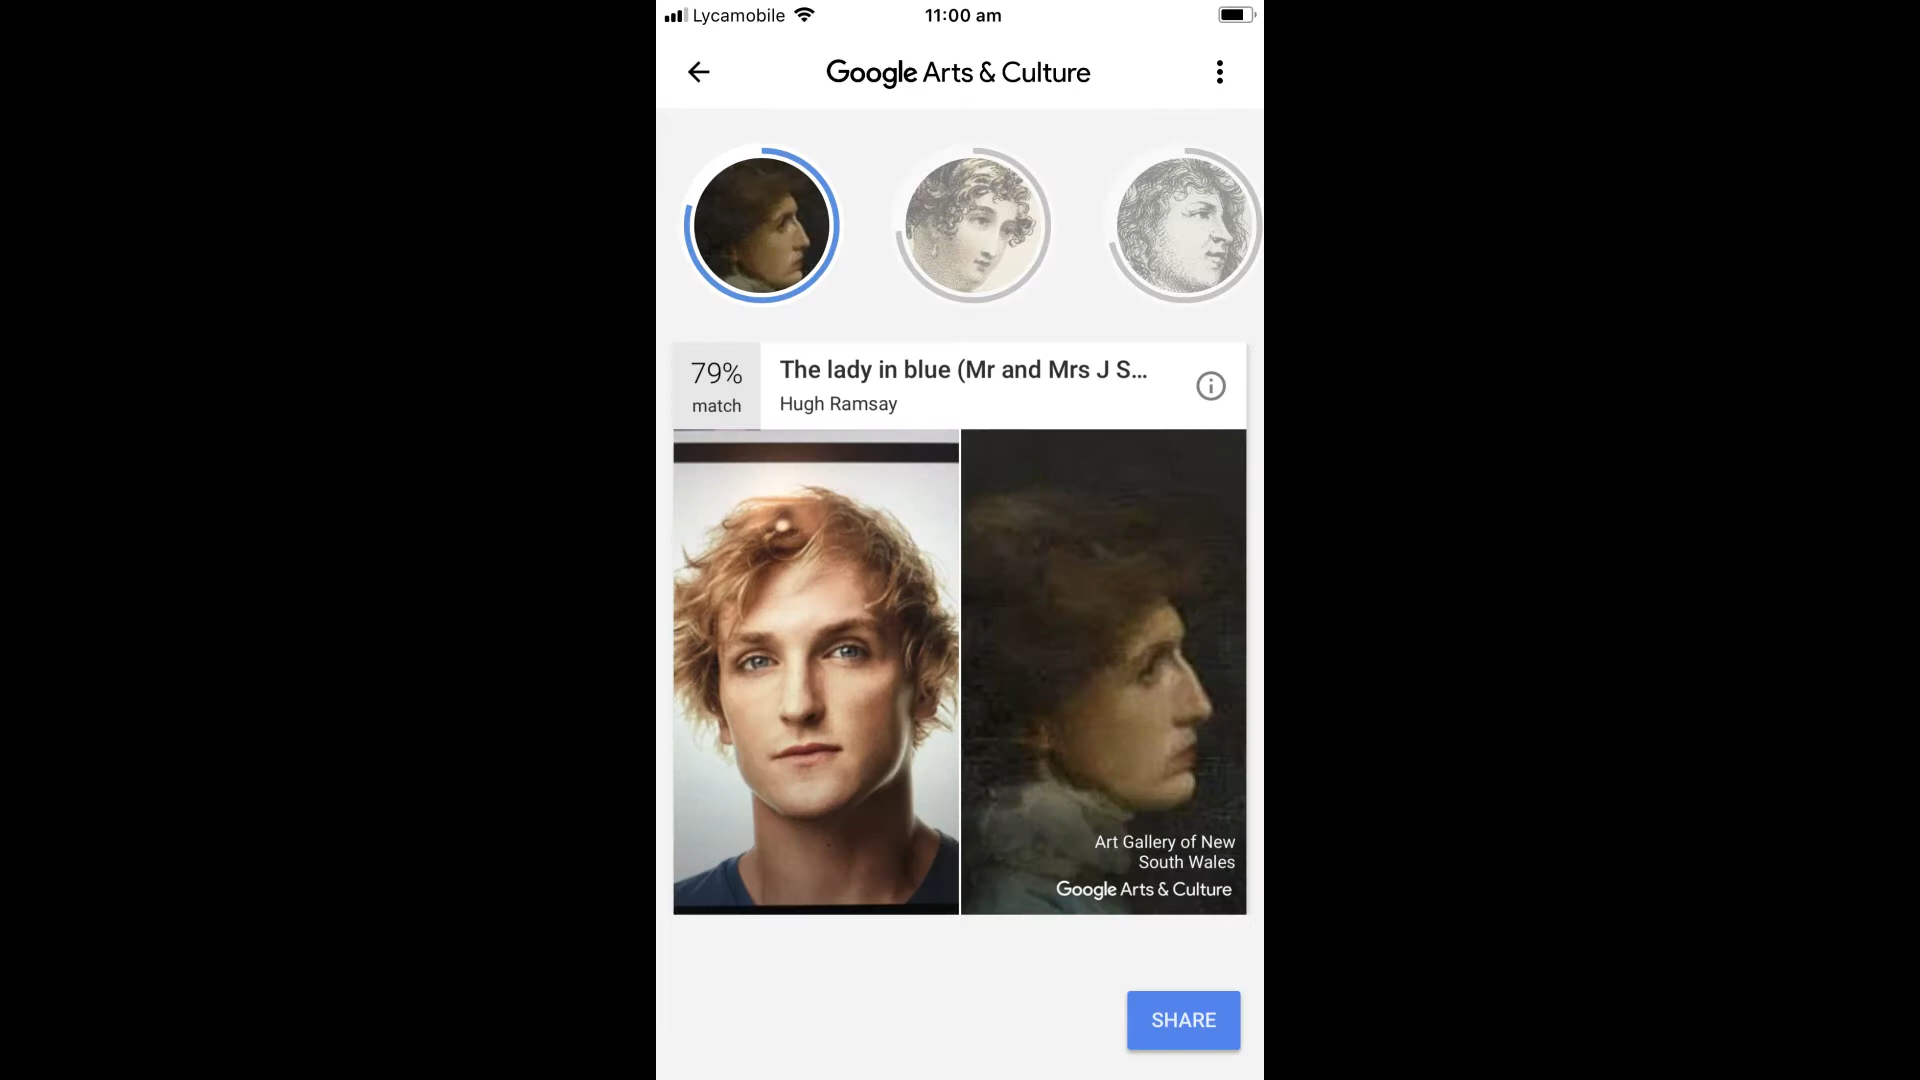 Lycamobile
11:00 am
Google Arts & Culture
79%
match
The lady in blue (Mr and Mrs J S...
Hugh Ramsay
Art Gallery of New
South Wales
Google Arts & Culture
SHARE